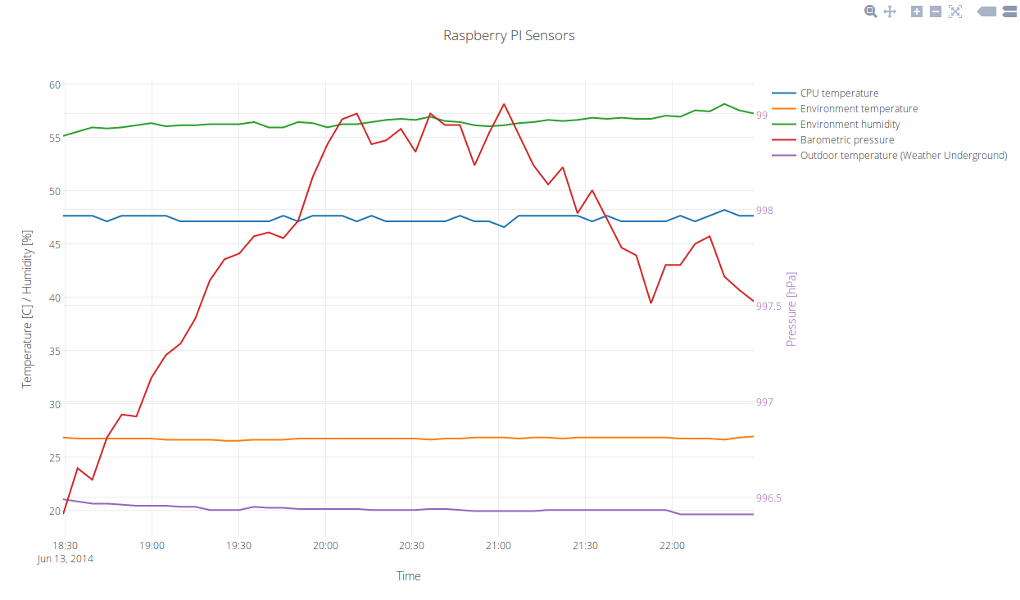 Raspberry PI Sensors
CPU temperature
Environment temperature
Environment humidity
Barometric pressure
Outdoor temperature (Weather Underground)
Temperature [C] / Humidity [%]
60
55
50
45
40
35
30
25
20
99
998
997.5
997
996.5
Pressure [hPa]
18:30 19:00 19:30 20:00 20:30 21:00 21:30 22:00
Jun 13, 2014
Time